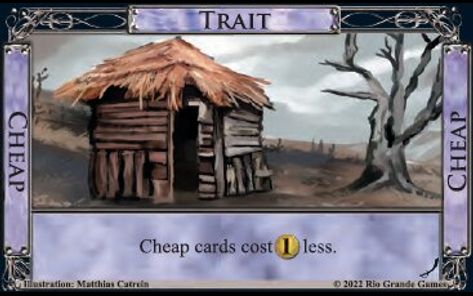 TRAIT
CHEAP
CHEAP
Cheap cards cost 1 less.
Illustration: Matthias Catrein
© 2022 Rio Grande Games